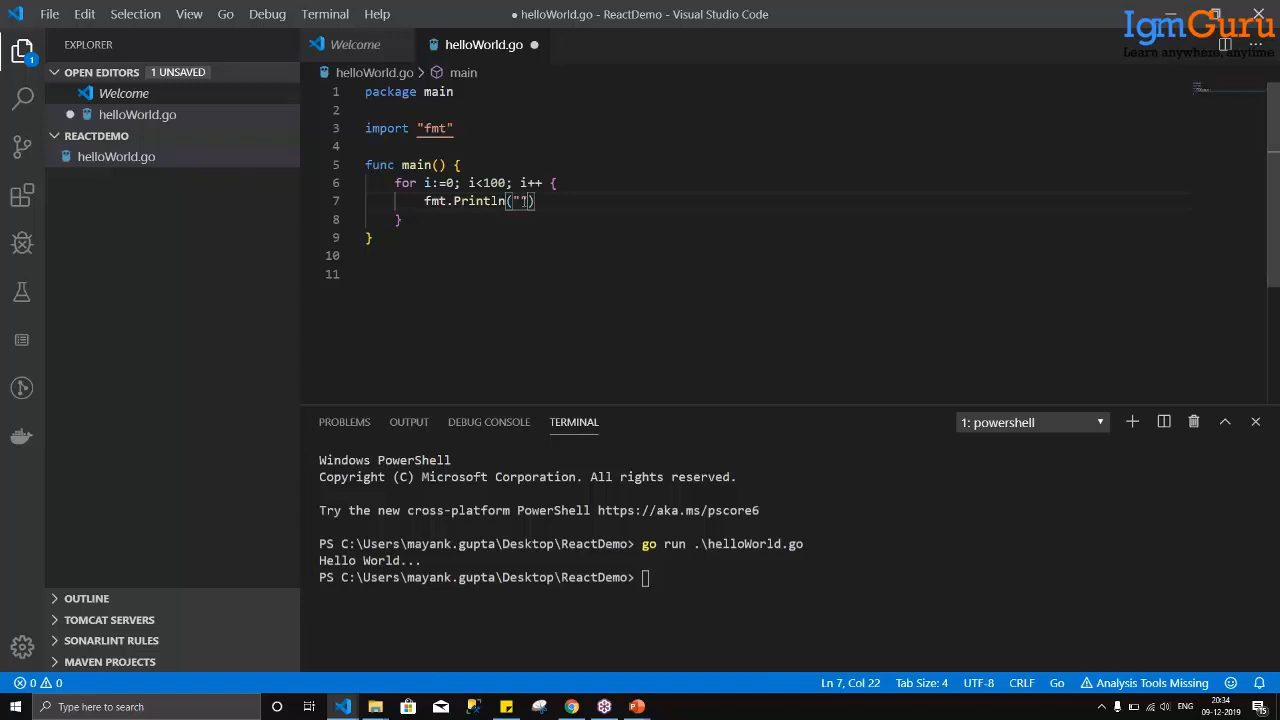 File Edit Selection View Go Debug Terminal Help
● helloWorld.go - ReactDemo - Visual Studio Code
IgmGuru
Learn anywhere, anytime
EXPLORER
Welcome
helloWorld.go
OPEN EDITORS 1 UNSAVED
Welcome
helloWorld.go
REACTDEMO
helloWorld.go
helloWorld.go > main
1 package main
2
3 import "fmt"
4
5 func main() {
6 for i:=0; i<100; i++ {
7 fmt.Println("")
8 }
9 }
10
11
PROBLEMS OUTPUT DEBUG CONSOLE TERMINAL
1: powershell
Windows PowerShell
Copyright (C) Microsoft Corporation. All rights reserved.
Try the new cross-platform PowerShell https://aka.ms/pscore6
PS C:\Users\mayank.gupta\Desktop\ReactDemo> go run .\helloWorld.go
Hello World...
PS C:\Users\mayank.gupta\Desktop\ReactDemo>
OUTLINE
TOMCAT SERVERS
SONARLINT RULES
MAVEN PROJECTS
0 0
Ln 7, Col 22 Tab Size: 4 UTF-8 CRLF Go Analysis Tools Missing
Type here to search
ENG
20:34
09-12-2019